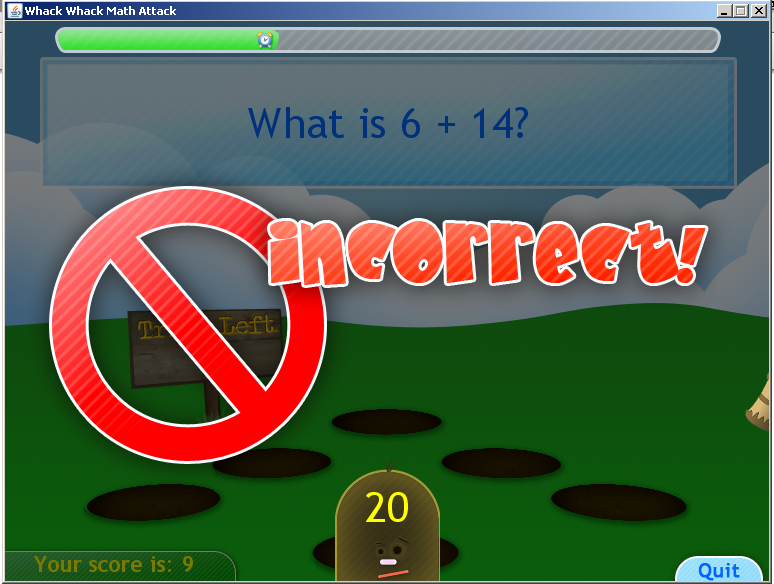 Whack Whack Math Attack
What is 6 + 14?
incorrect!
Left
20
Your score is: 9
Quit